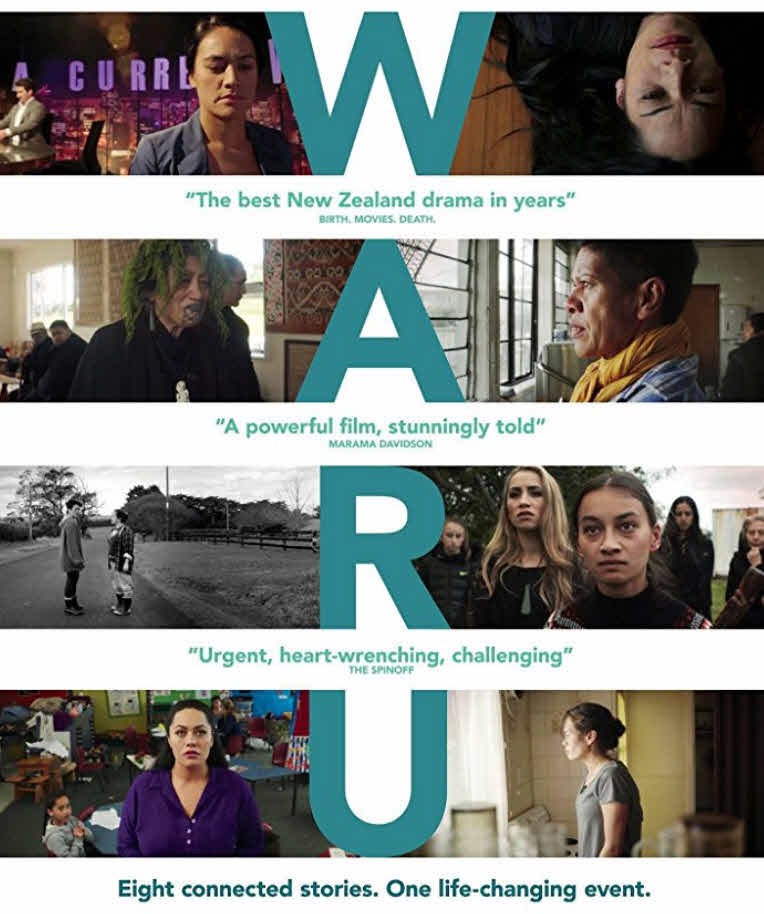 A CURRE
W
"The best New Zealand drama in years"
BIRTH. MOVIES. DEATH.
A
"A powerful film, stunningly told"
MARAMA DAVIDSON
R
"Urgent, heart-wrenching, challenging"
THE SPINOFF
U
Eight connected stories. One life-changing event.